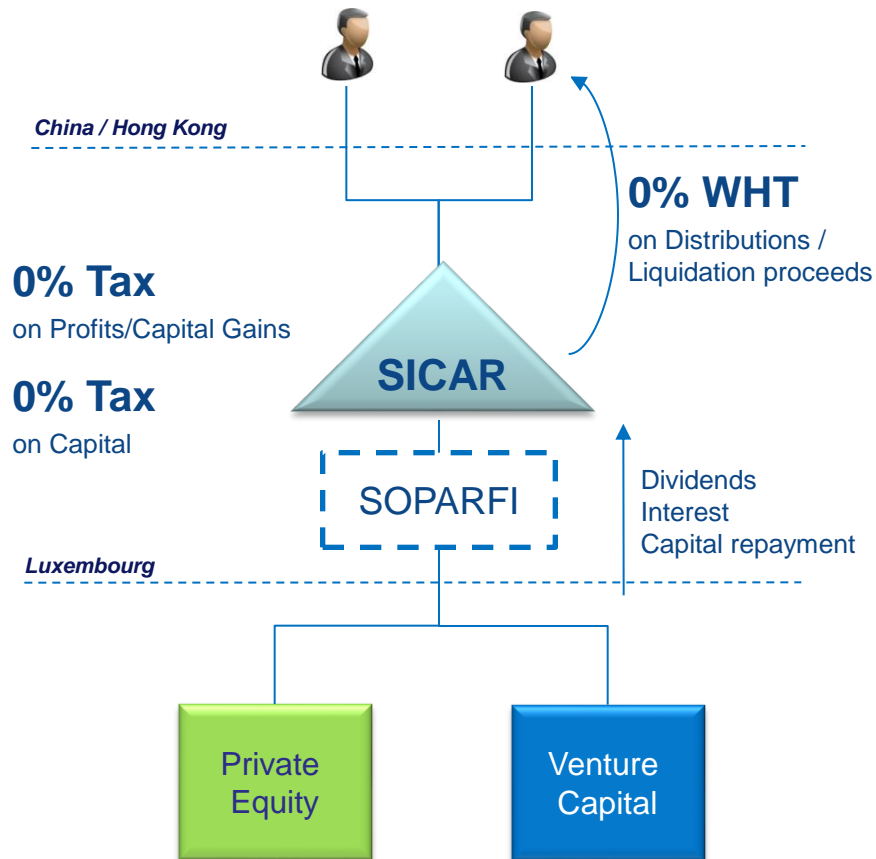 China / Hong Kong
0% WHT
on Distributions /
Liquidation proceeds
0% Tax
on Profits/Capital Gains
SICAR
0% Tax
on Capital
SOPARFI
Dividends
Interest
Capital repayment
Luxembourg
Private
Equity
Venture
Capital